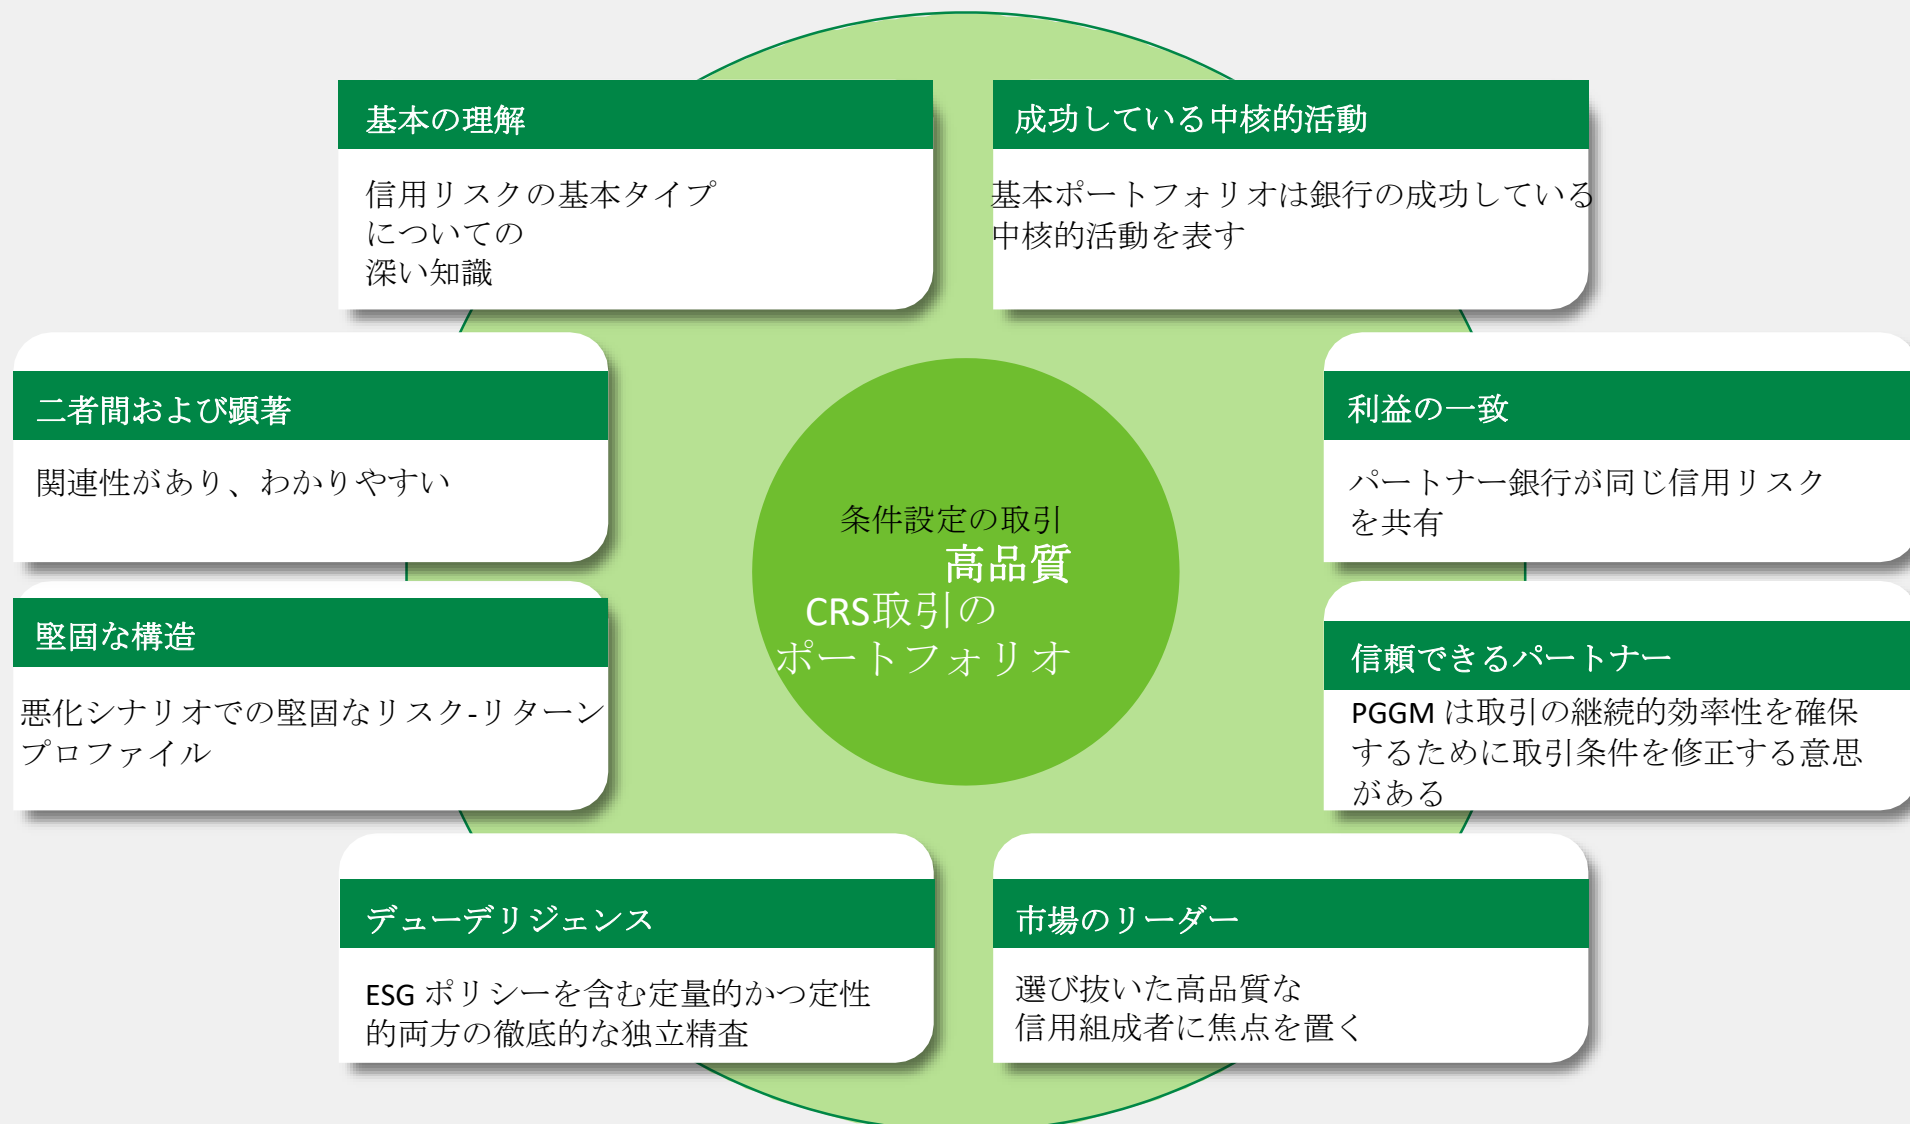 基本の理解
信用リスクの基本タイプ
についての
深い知識
成功している中核的活動
基本ポートフォリオは銀行の成功している
中核的活動を表す
二者間および顕著
関連性があり、わかりやすい
利益の一致
パートナー銀行が同じ信用リスク
を共有
条件設定の取引
高品質
CRS取引の
ポートフォリオ
堅固な構造
悪化シナリオでの堅固なリスク-リターン
プロファイル
信頼できるパートナー
PGGM は取引の継続的効率性を確保
するために取引条件を修正する意思
がある
デューデリジェンス
ESG ポリシーを含む定量的かつ定性
的両方の徹底的な独立精査
市場のリーダー
選び抜いた高品質な
信用組成者に焦点を置く